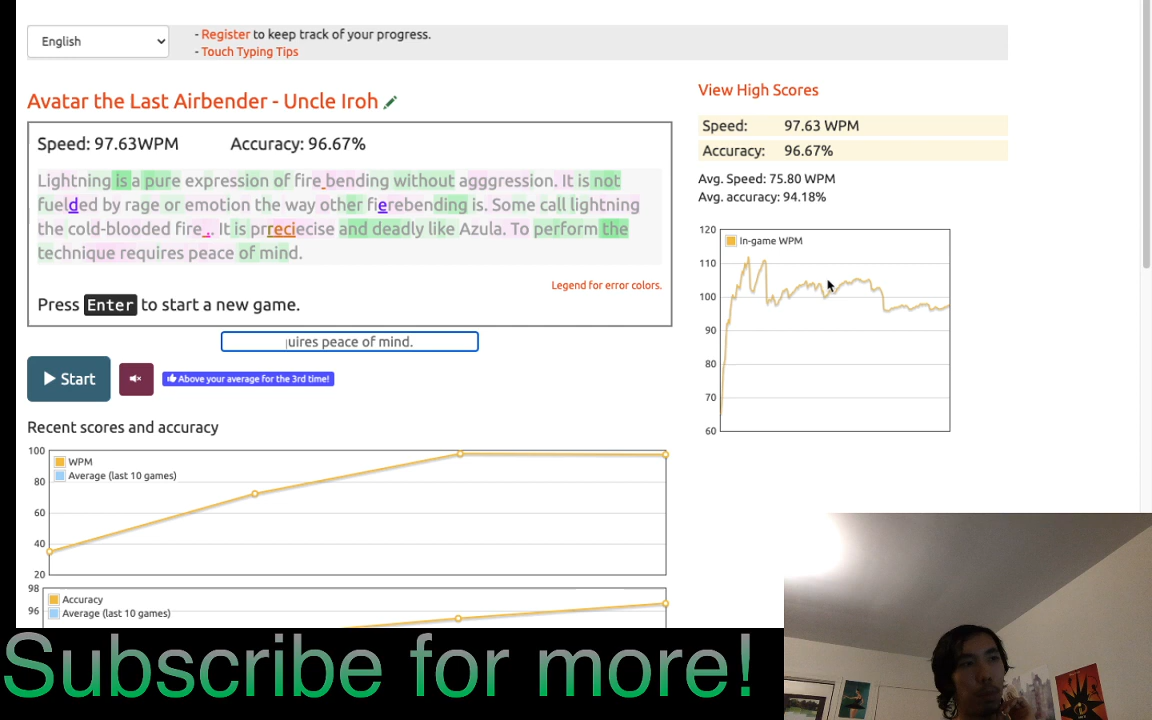 English
- Register to keep track of your progress.
- Touch Typing Tips
Avatar the Last Airbender - Uncle Iroh
Speed: 97.63WPM Accuracy: 96.67%
Lightning is a pure expression of fire bending without agggression. It is not
fuelded by rage or emotion the way other fierebending is. Some call lightning
the cold-blooded fire .. It is prreciecise and deadly like Azula. To perform the
technique requires peace of mind.
Legend for error colors.
Press Enter to start a new game.
uires peace of mind.
Start
Above your average for the 3rd time!
View High Scores
Speed: 97.63 WPM
Accuracy: 96.67%
Avg. Speed: 75.80 WPM
Avg. accuracy: 94.18%
120
In-game WPM
110
100
90
80
70
60
Recent scores and accuracy
100
WPM
Average (last 10 games)
80
60
40
20
98
Accuracy
96
Average (last 10 games)
Subscribe for more!